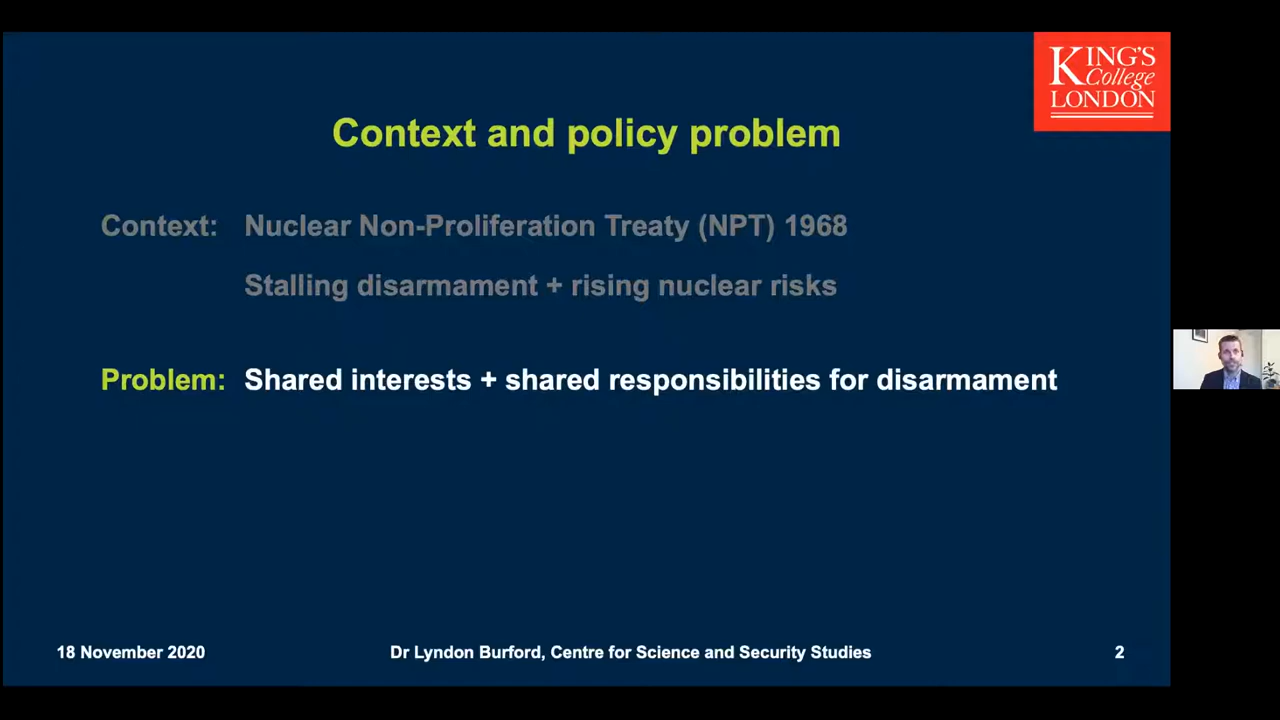 KING'S
College
LONDON
Context and policy problem
Context: Nuclear Non-Proliferation Treaty (NPT) 1968
Stalling disarmament + rising nuclear risks
Problem: Shared interests + shared responsibilities for disarmament
18 November 2020 Dr Lyndon Burford, Centre for Science and Security Studies 2